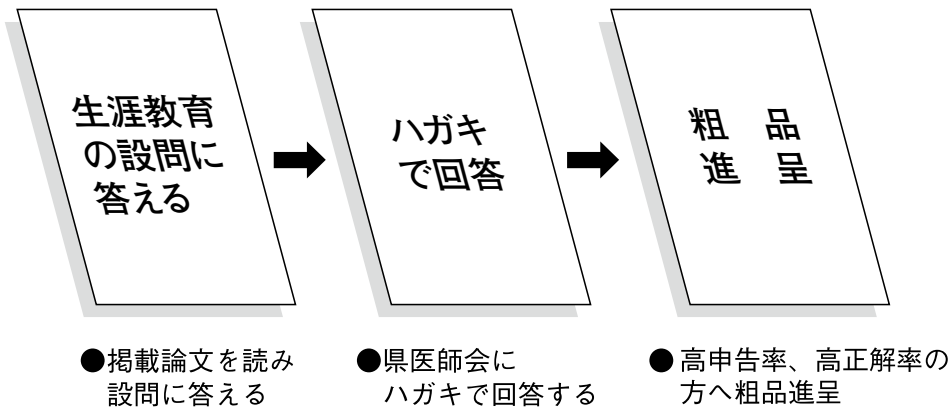 生涯教育
の設問に
答える
ハガキ
で回答
粗 品
進 呈
●掲載論文を読み
設問に答える
●県医師会に
ハガキで回答する
● 高申告率、高正解率の
方へ粗品進呈